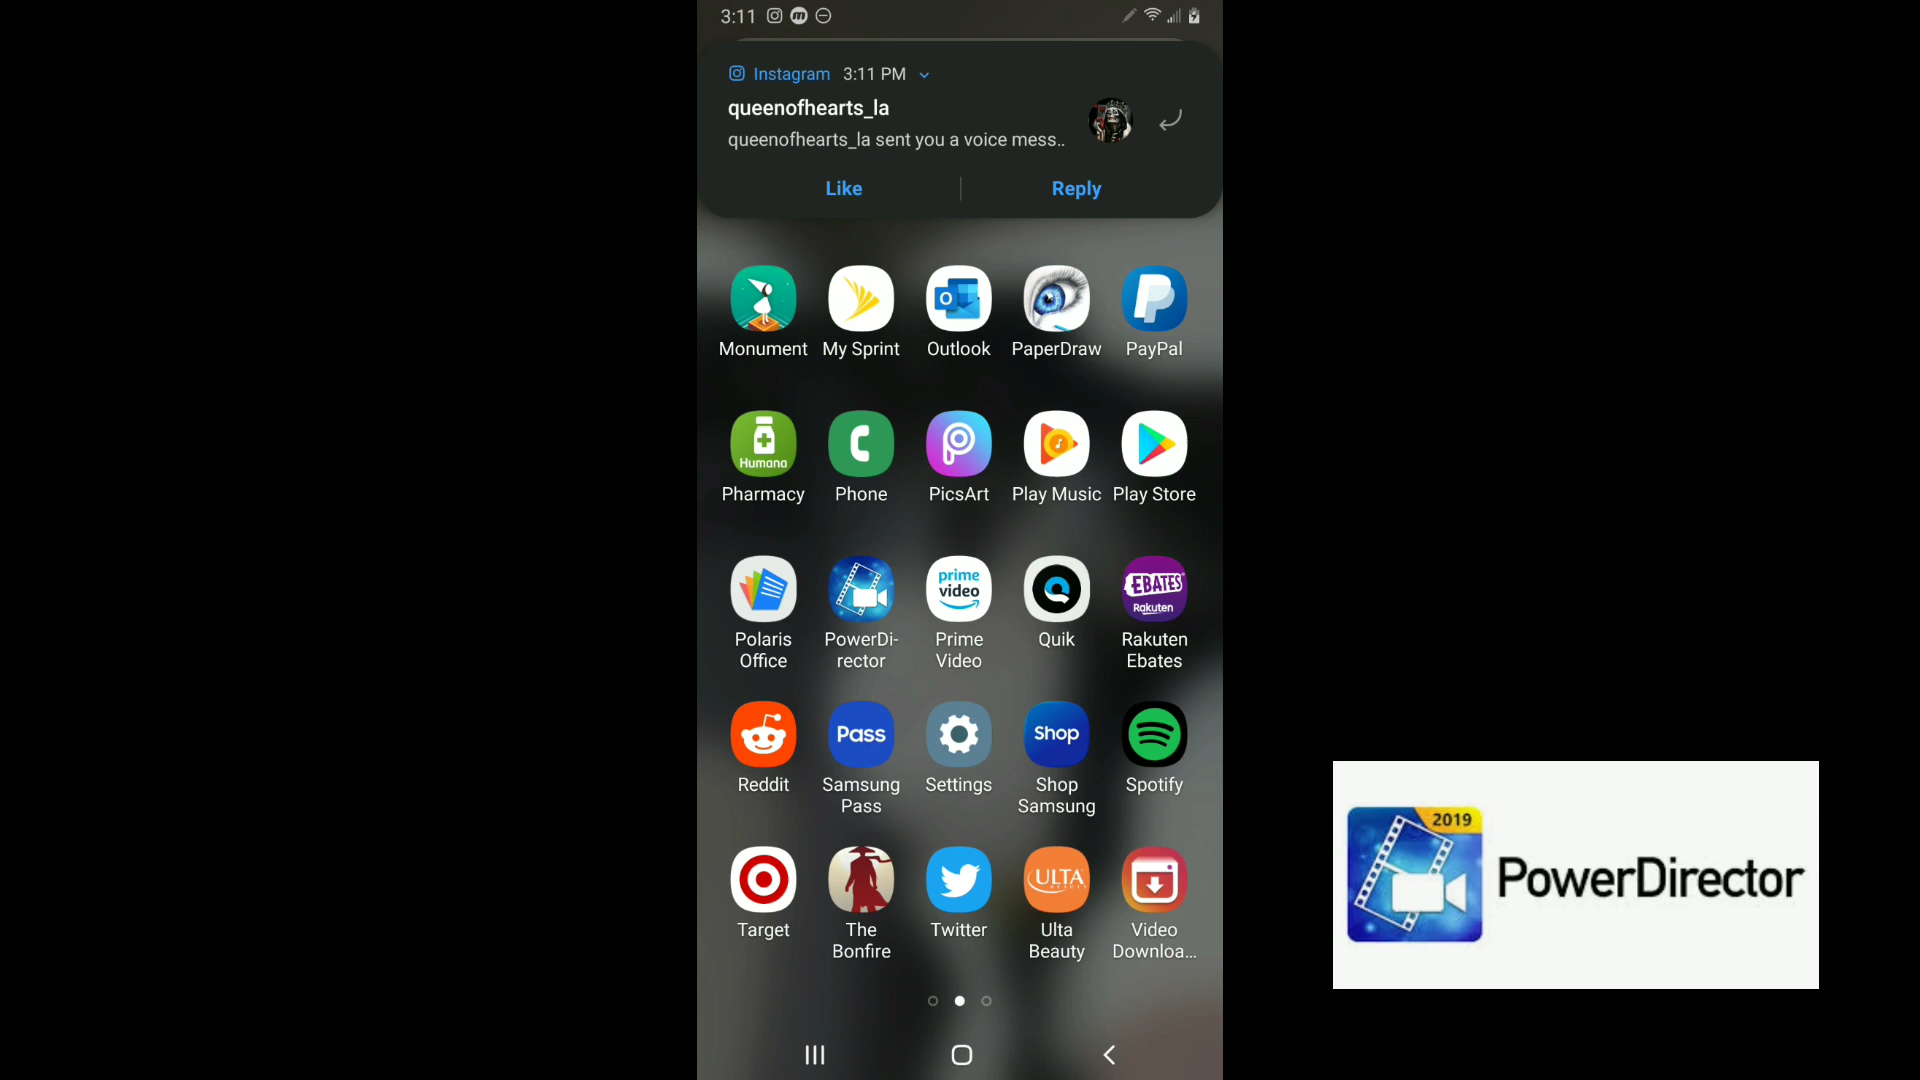 3:11
Instagram 3:11 PM
queenofhearts_la
queenofhearts_la sent you a voice mess..
Like Reply
Monument My Sprint Outlook PaperDraw PayPal
Humana
Pharmacy Phone PicsArt Play Music Play Store
prime
video
EBATES
Rakuten
Polaris
Office
PowerDi-
rector
Prime
Video
Quik
Rakuten
Ebates
Pass
Shop
Reddit
Samsung
Pass
Settings
Shop
Samsung
Spotify
ULTA
BEAUTY
Target
The
Bonfire
Twitter
Ulta
Beauty
Video
Downloa...
2019
PowerDirector